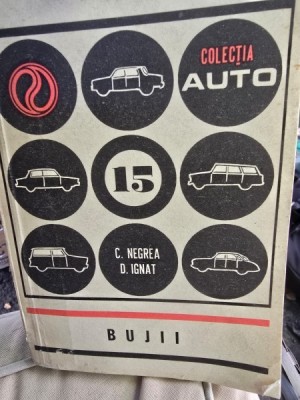 COLECȚIA
AUTO
15
C. NEGREA
D. IGNAT
BUJII